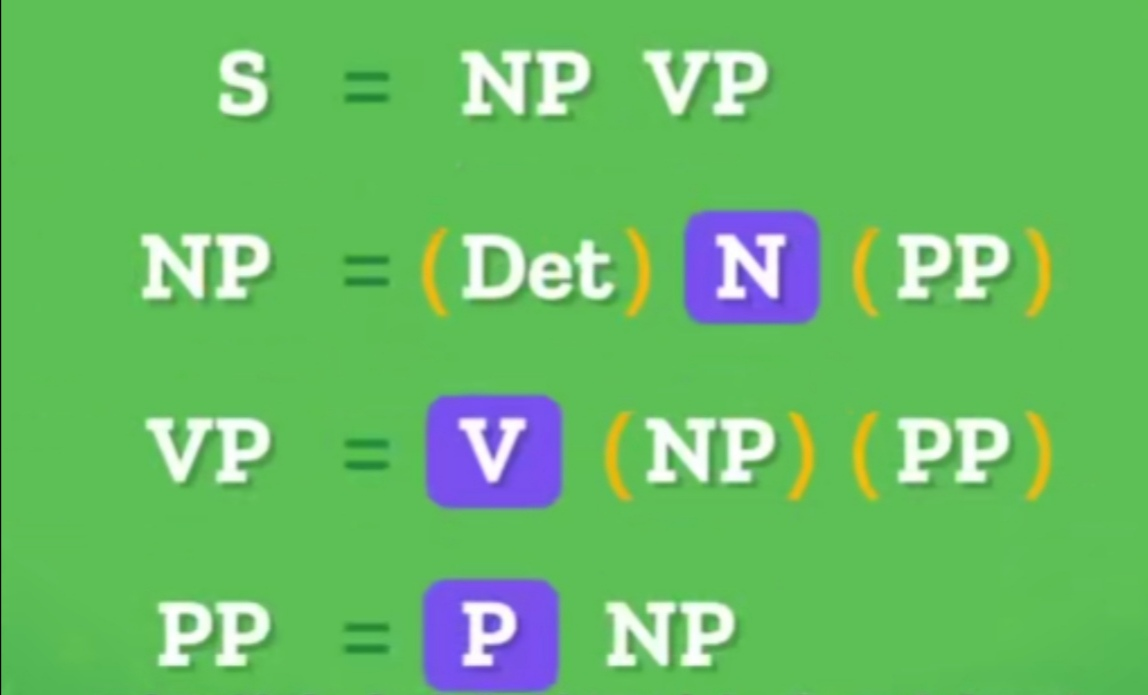 S = NP VP
NP = (Det) N (PP)
VP = V (NP) (PP)
PP = P NP